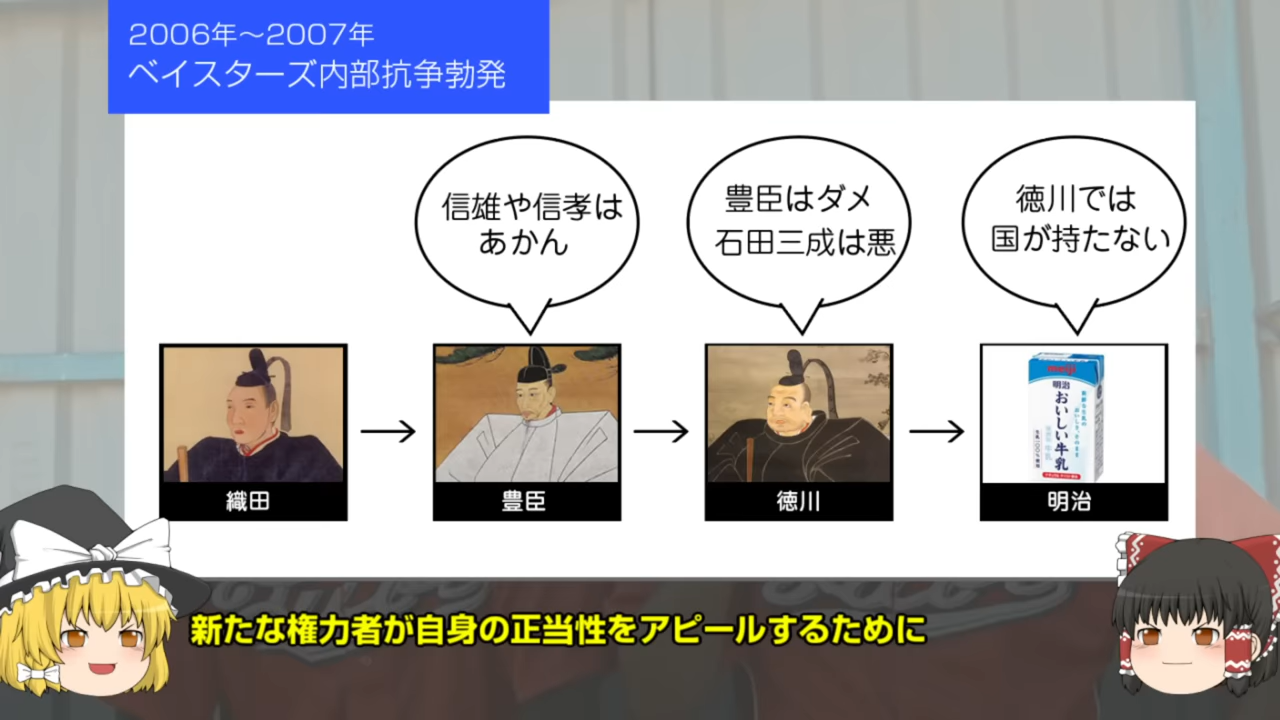 2006年～2007年
ベイスターズ内部抗争勃発
信雄や信孝は
あかん
豊臣はダメ
石田三成は悪
徳川では
国が持たない
meiji
明治
おいしい牛乳
織田
豊臣
徳川
明治
新たな権力者が自身の正当性をアピールするために